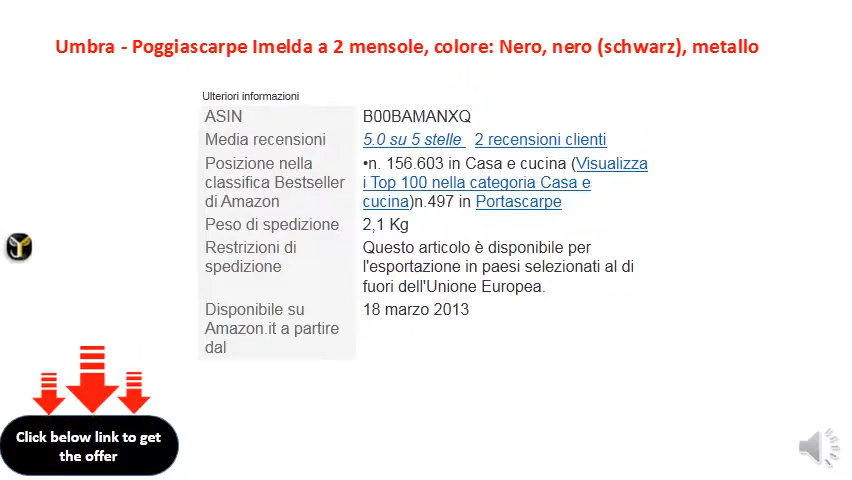 Umbra - Poggiascarpe Imelda a 2 mensole, colore: Nero, nero (schwarz), metallo
Ulteriori informazioni
ASIN B00BAMANXQ
Media recensioni 5.0 su 5 stelle 2 recensioni clienti
Posizione nella classifica Bestseller di Amazon
•n. 156.603 in Casa e cucina (Visualizza
i Top 100 nella categoria Casa e
cucina)n.497 in Portascarpe
Peso di spedizione 2,1 Kg
Restrizioni di
spedizione
Questo articolo è disponibile per
l'esportazione in paesi selezionati al di
fuori dell'Unione Europea.
Disponibile su
Amazon.it a partire
dal
18 marzo 2013
Click below link to get
the offer